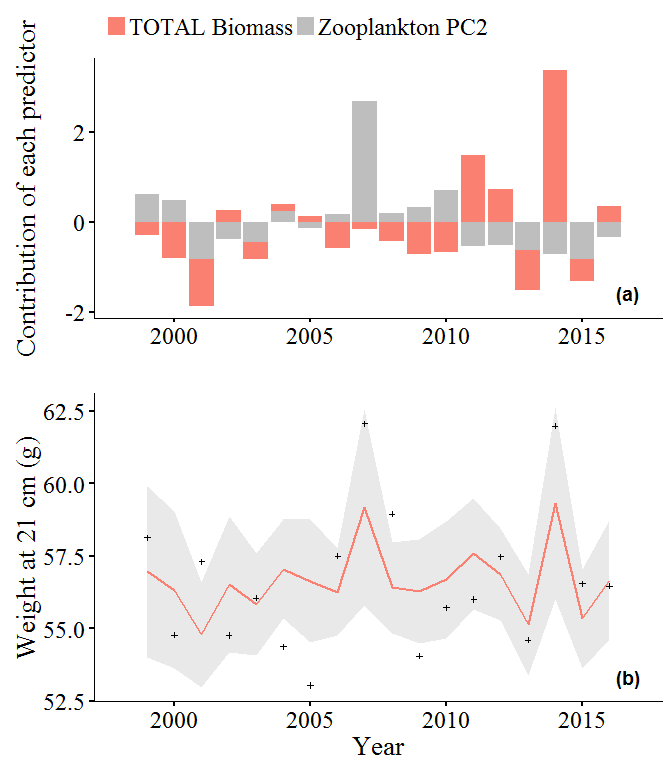 TOTAL Biomass Zooplankton PC2
Contribution of each predictor
2
0
-2
(a)
2000 2005 2010 2015
Weight at 21 cm (g)
62.5
60.0
57.5
55.0
52.5
(b)
2000 2005 2010 2015
Year